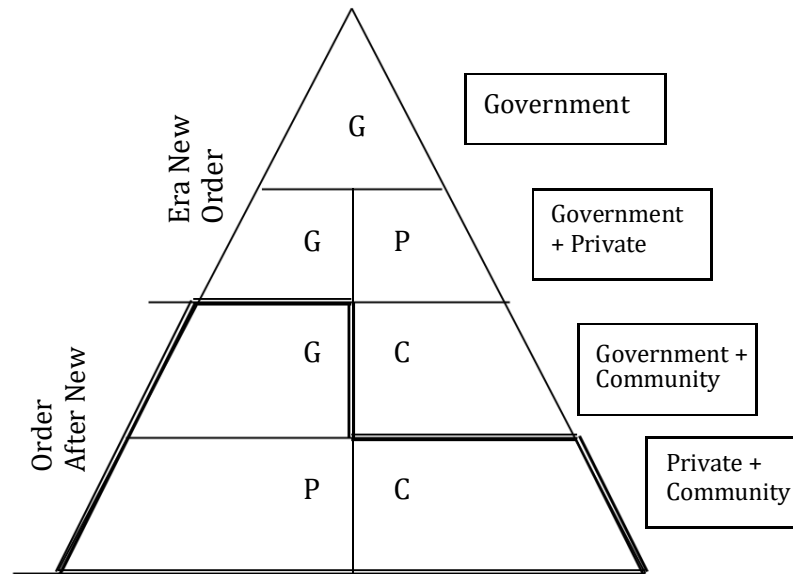 G
Government
Era New
Order
G
P
Government
+ Private
G
C
Government +
Community
Order
After New
P
C
Private +
Community